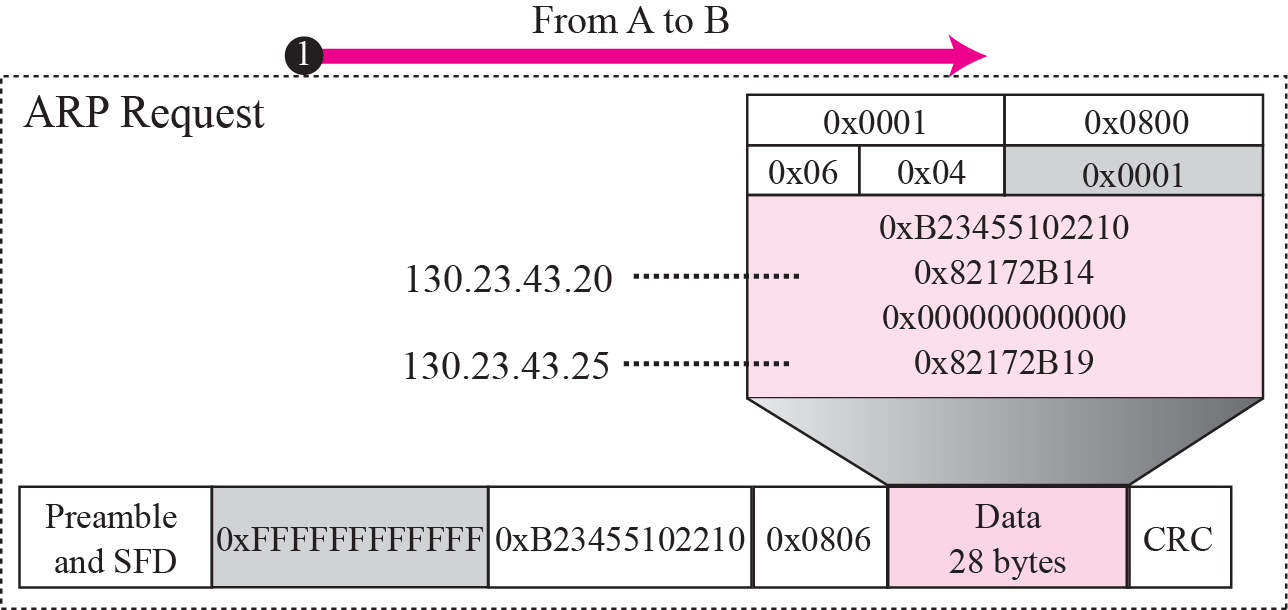 From A to B
1
ARP Request
0x0001 0x0800
0x06 0x04 0x0001
0xB23455102210
130.23.43.20 0x82172B14
0x000000000000
130.23.43.25 0x82172B19
Preamble and SFD
0xFFFFFFFFFFFF
0xB23455102210
0x0806
Data
28 bytes
CRC